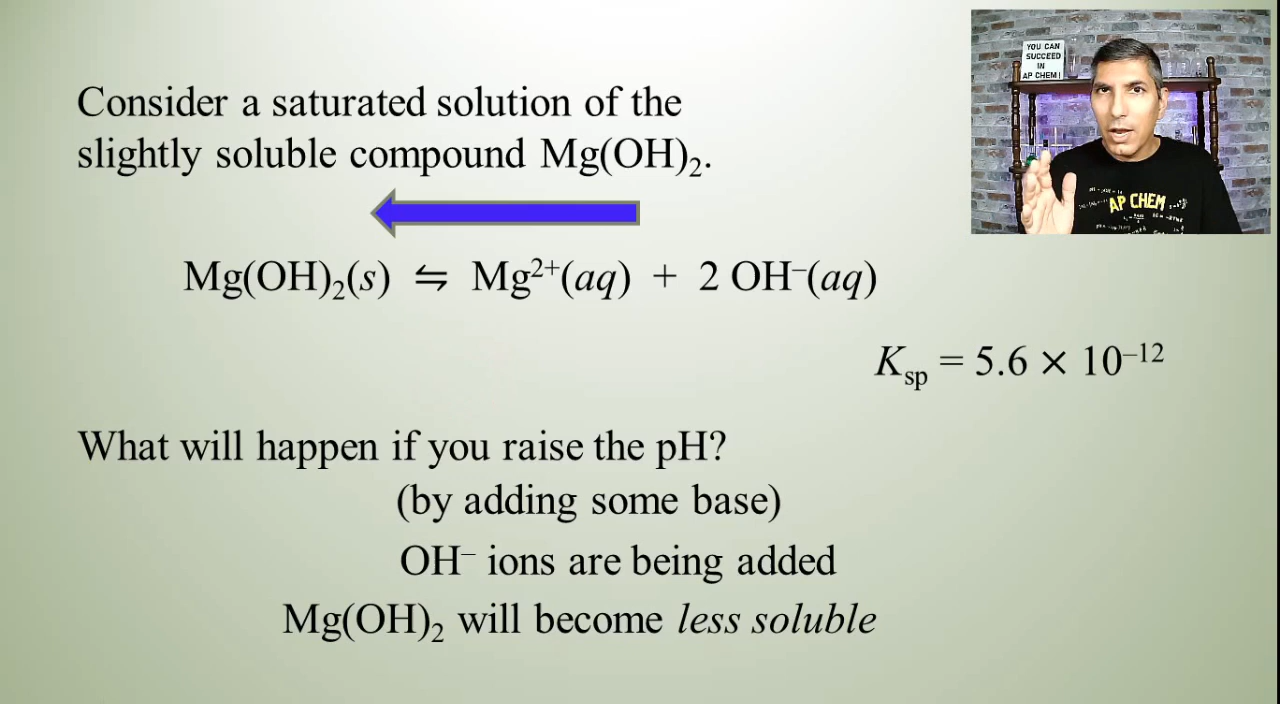 Consider a saturated solution of the
slightly soluble compound Mg(OH)₂.
Mg(OH)₂(s) ⇋ Mg²⁺(aq) + 2 OH⁻(aq)
Kₛₚ = 5.6 × 10⁻¹²
What will happen if you raise the pH?
(by adding some base)
OH⁻ ions are being added
Mg(OH)₂ will become less soluble
YOU CAN
SUCCEED
IN
AP CHEM!
AP CHEM